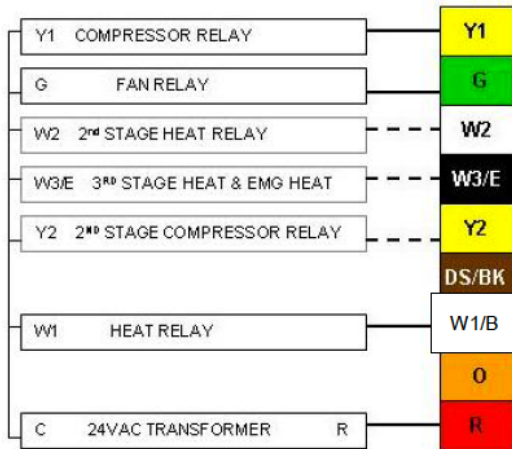 Y1 COMPRESSOR RELAY
Y1
G FAN RELAY
G
W2 2nd STAGE HEAT RELAY
W2
W3/E 3RD STAGE HEAT & EMG HEAT
W3/E
Y2 2ND STAGE COMPRESSOR RELAY
Y2
DS/BK
W1 HEAT RELAY
W1/B
O
C 24VAC TRANSFORMER R
R